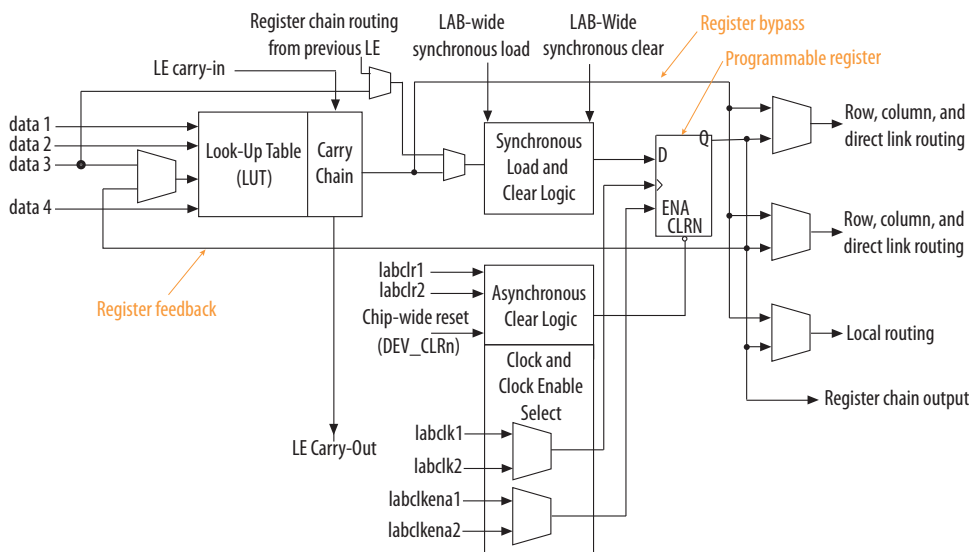 Register chain routing
from previous LE
LAB-wide
synchronous load
LAB-Wide
synchronous clear
Register bypass
Programmable register
LE carry-in
data 1
data 2
data 3
data 4
Look-Up Table
(LUT)
Carry
Chain
Synchronous
Load and
Clear Logic
D
Q
ENA
CLRN
Row, column, and
direct link routing
Row, column, and
direct link routing
Local routing
Register chain output
Register feedback
labclr1
labclr2
Chip-wide reset
(DEV_CLRn)
Asynchronous
Clear Logic
Clock and
Clock Enable
Select
LE Carry-Out
labclk1
labclk2
labclkena1
labclkena2